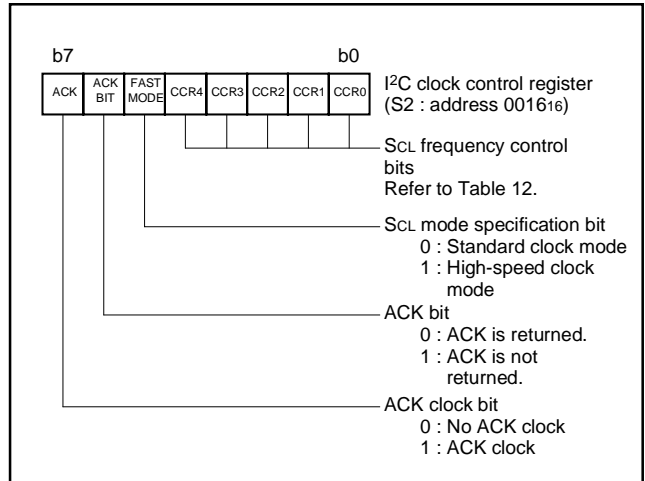 b7 b0
ACK ACK BIT FAST MODE CCR4 CCR3 CCR2 CCR1 CCR0
I2C clock control register
(S2 : address 001616)
SCL frequency control
bits
Refer to Table 12.
SCL mode specification bit
0 : Standard clock mode
1 : High-speed clock
mode
ACK bit
0 : ACK is returned.
1 : ACK is not
returned.
ACK clock bit
0 : No ACK clock
1 : ACK clock